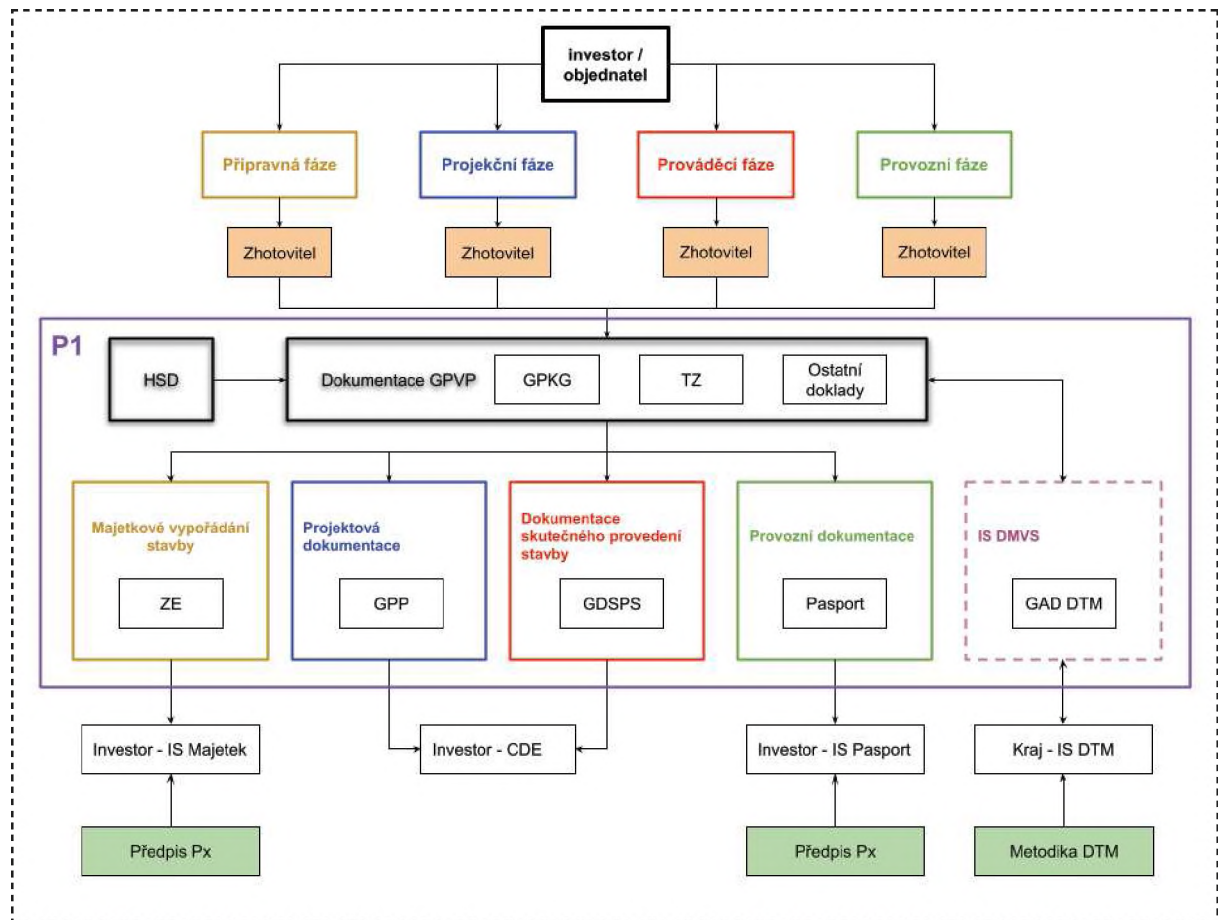 investor /
objednatel
Přípravná fáze
Projekční fáze
Prováděcí fáze
Provozní fáze
Zhotovitel
Zhotovitel
Zhotovitel
Zhotovitel
P1
HSD
Dokumentace GPVP
GPKG
TZ
Ostatní
doklady
Majetkové vypořádání
stavby
ZE
Projektová
dokumentace
GPP
Dokumentace
skutečného provedení
stavby
GDSPS
Provozní dokumentace
Pasport
IS DMVS
GAD DTM
Investor - IS Majetek
Investor - CDE
Investor - IS Pasport
Kraj - IS DTM
Předpis Px
Předpis Px
Metodika DTM